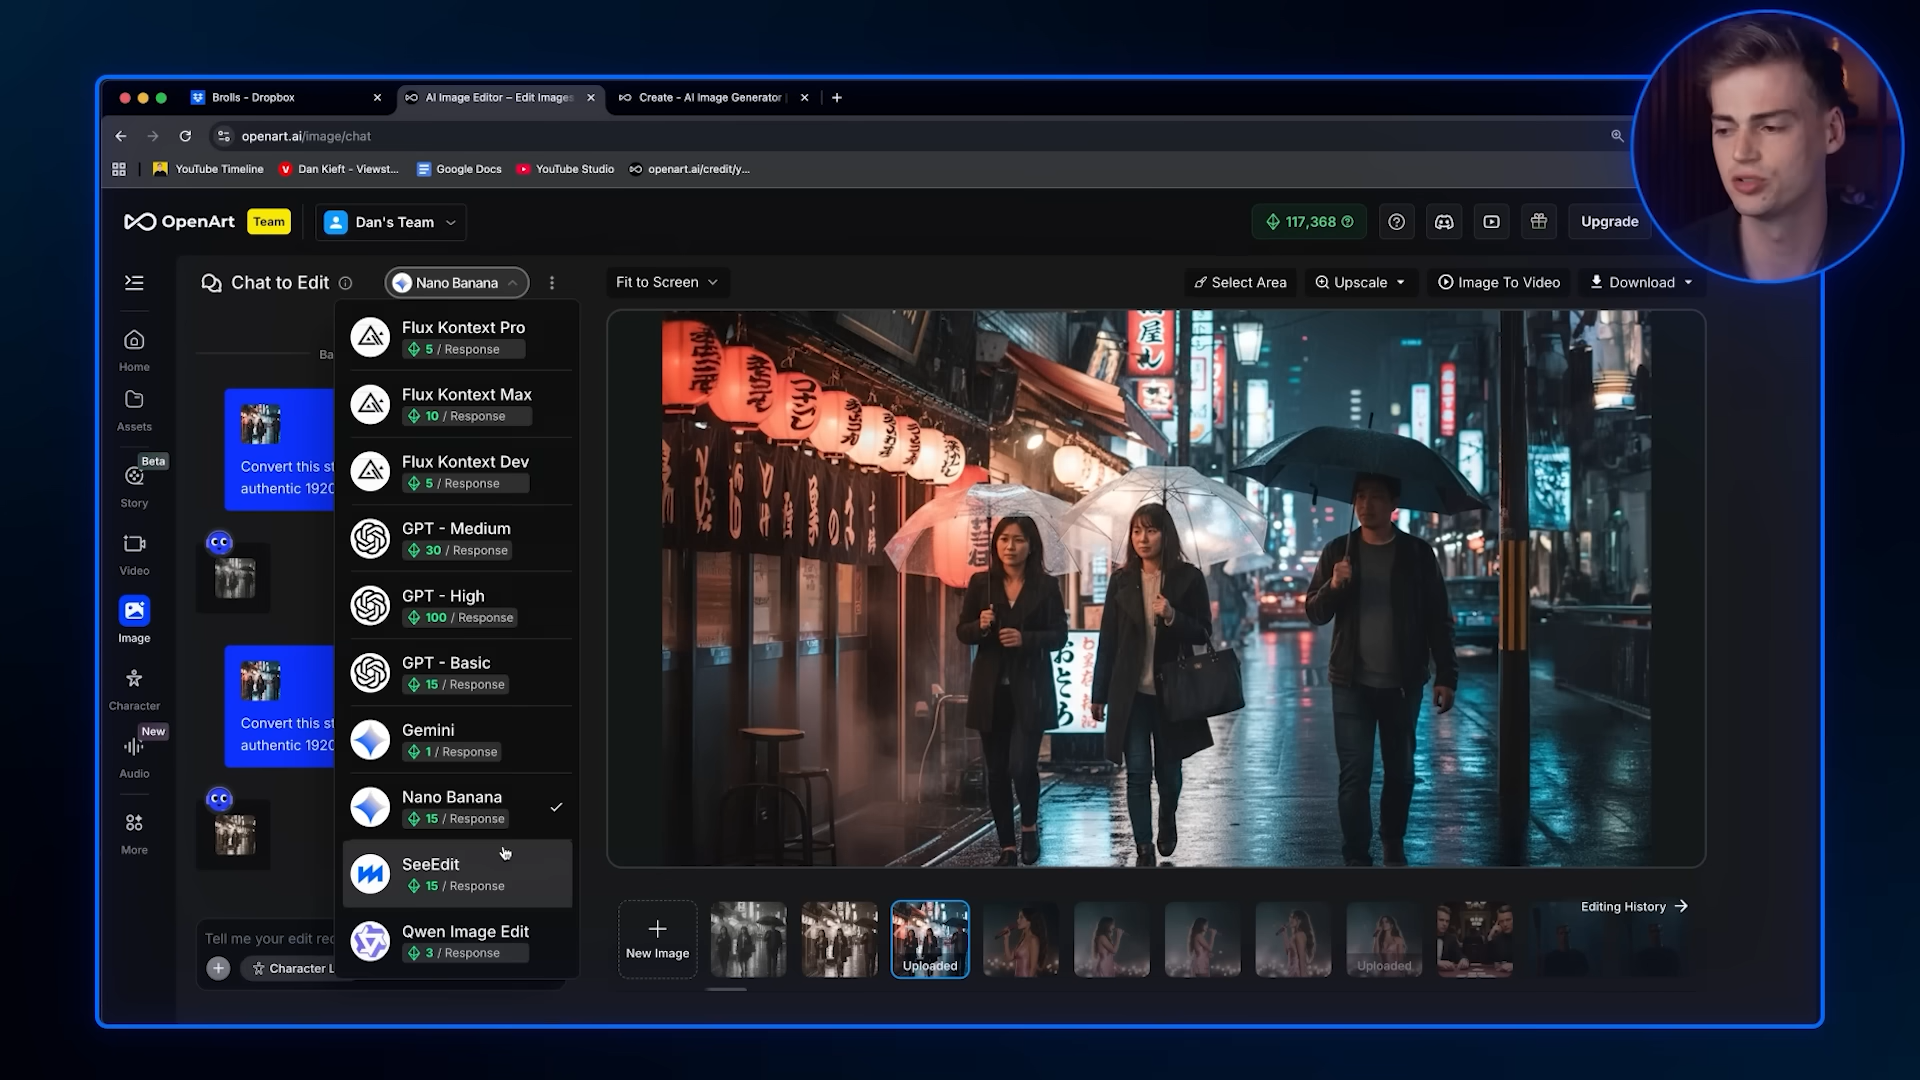 Brolls - Dropbox
AI Image Editor – Edit Images
Create - AI Image Generator
openart.ai/image/chat
YouTube Timeline
Dan Kieft - Viewst...
Google Docs
YouTube Studio
openart.ai/credit/y...
OpenArt
Team
Dan's Team
117,368
Upgrade
Chat to Edit
Nano Banana
Fit to Screen
Select Area
Upscale
Image To Video
Download
Home
Assets
Beta
Story
Video
Image
Character
New
Audio
More
Ba
Convert this st
authentic 192
Convert this st
authentic 192
Tell me your edit rec
Character L
Flux Kontext Pro
5 / Response
Flux Kontext Max
10 / Response
Flux Kontext Dev
5 / Response
GPT - Medium
30 / Response
GPT - High
100 / Response
GPT - Basic
15 / Response
Gemini
1 / Response
Nano Banana
15 / Response
SeeEdit
15 / Response
Qwen Image Edit
3 / Response
New Image
Uploaded
Uploaded
Editing History